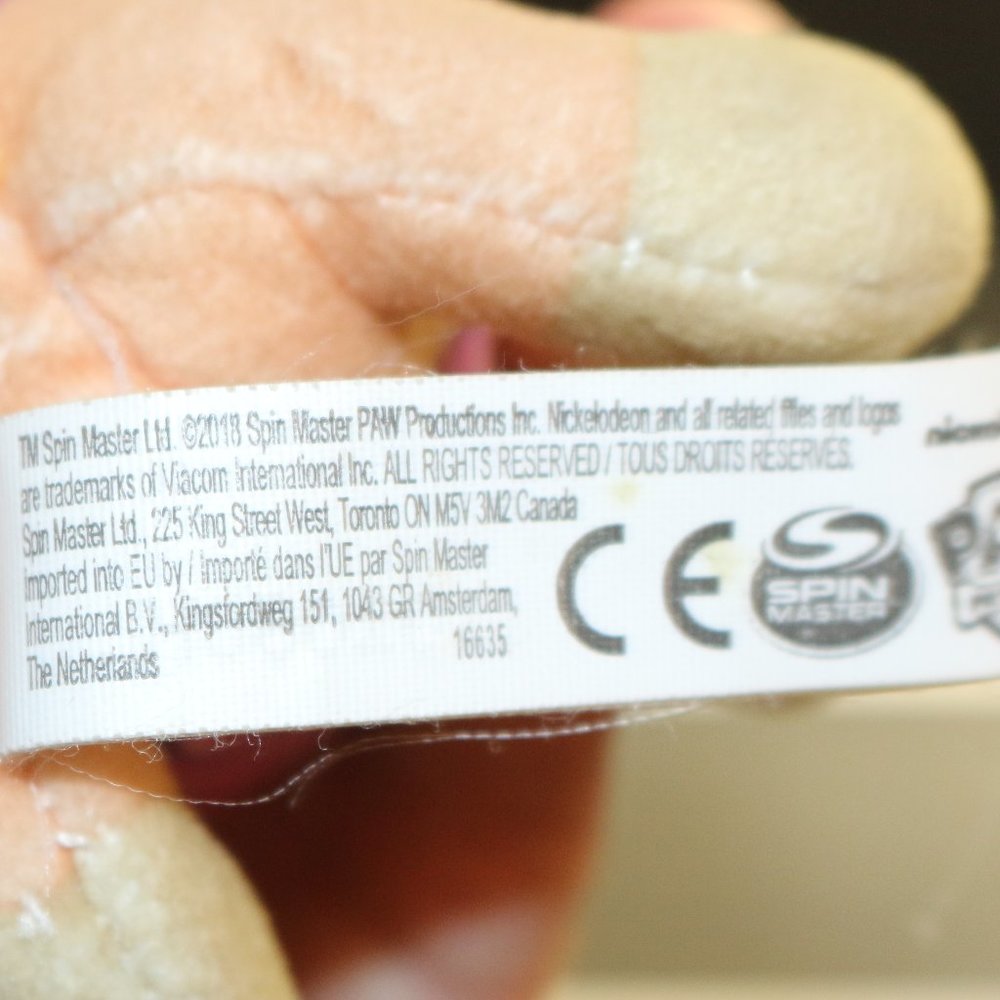 TM Spin Master Ltd. ©2018 Spin Master PAW Productions Inc. Nickelodeon and all related titles and logos
are trademarks of Viacom International Inc. ALL RIGHTS RESERVED / TOUS DROITS RÉSERVÉS.
Spin Master Ltd., 225 King Street West, Toronto ON M5V 3M2 Canada
Imported into EU by / Importé dans l'UE par Spin Master
International B.V., Kingsfordweg 151, 1043 GR Amsterdam,
The Netherlands
16635
CE
SPIN
MASTER